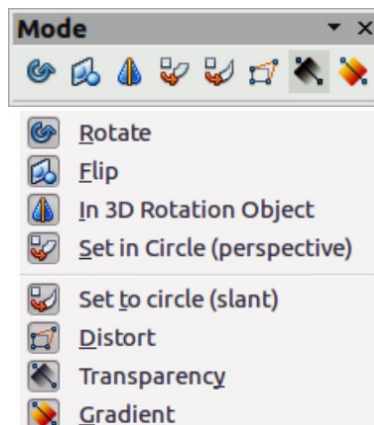 Mode
Rotate
Flip
In 3D Rotation Object
Set in Circle (perspective)
Set to circle (slant)
Distort
Transparency
Gradient